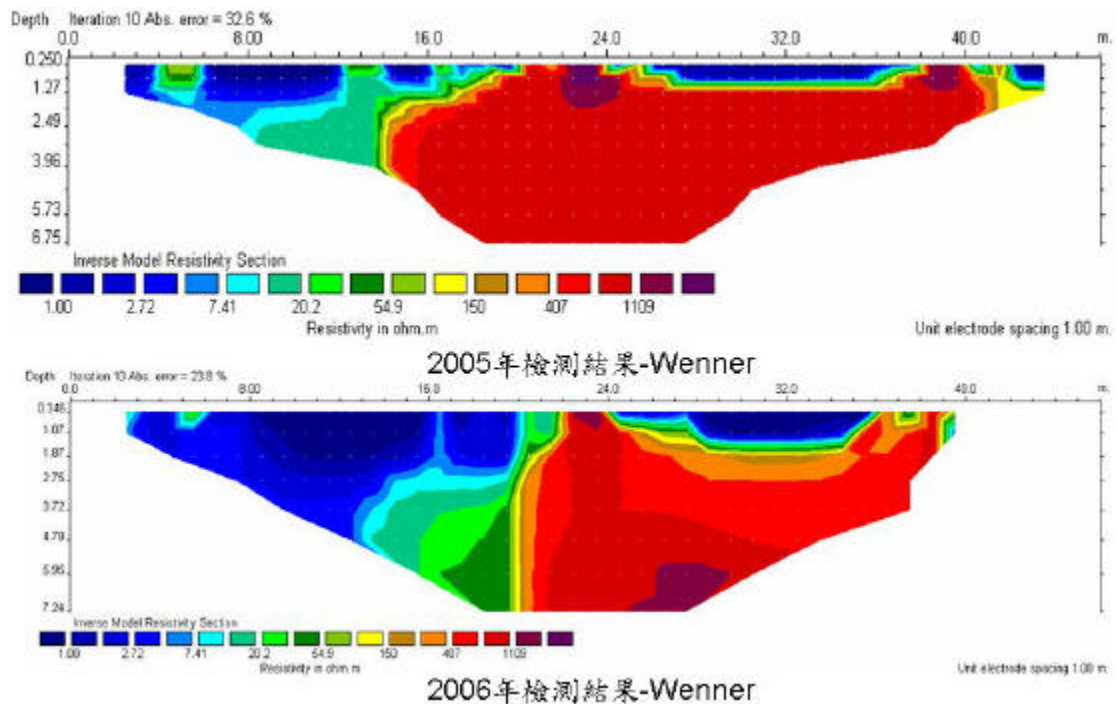 Depth Iteration 10 Abs. error = 32.6 %
0.0 8.00 16.0 24.0 32.0 40.0 m.
0.250
1.27
2.49
3.96
5.73
6.75
Inverse Model Resistivity Section
1.00 2.72 7.41 20.2 54.9 150 407 1109
Resistivity in ohm.m
Unit electrode spacing 1.00 m.
2005年檢測結果-Wenner
Depth Iteration 10 Abs. error = 23.8 %
0.0 8.00 16.0 24.0 32.0 40.0 m.
0.146
1.07
1.87
2.75
3.72
4.79
5.96
7.24
Inverse Model Resistivity Section
1.00 2.72 7.41 20.2 54.9 150 407 1109
Resistivity in ohm.m
Unit electrode spacing 1.00 m.
2006年檢測結果-Wenner